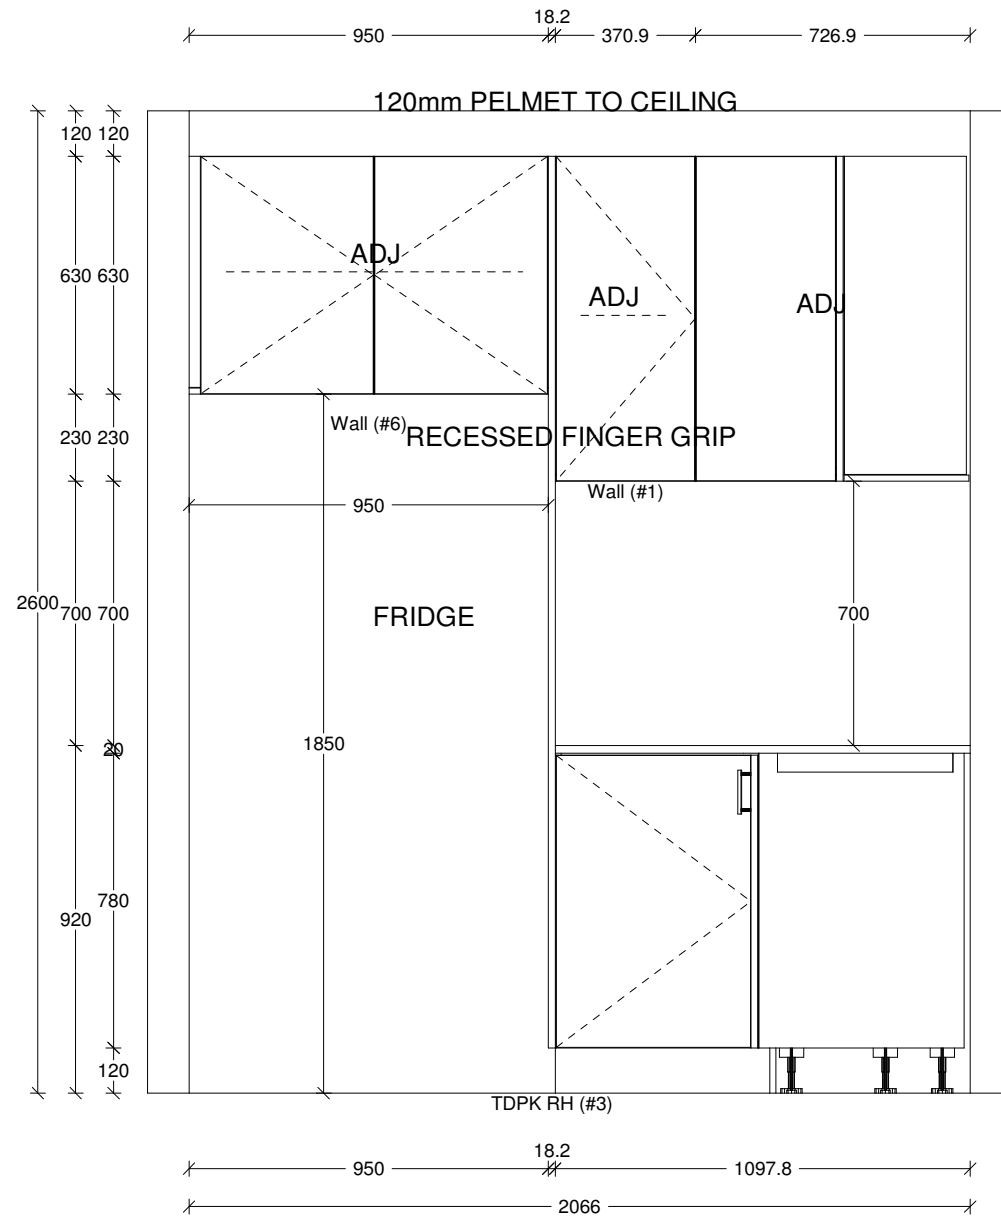 18.2
950 370.9 726.9
120mm PELMET TO CEILING
120 120
ADJ
630 630
ADJ
ADJ
Wall (#6)
230 230 RECESSED FINGER GRIP
Wall (#1)
950
2600 700 700 700
FRIDGE
1850
20
780
920
120
TDPK RH (#3)
18.2
950 1097.8
2066